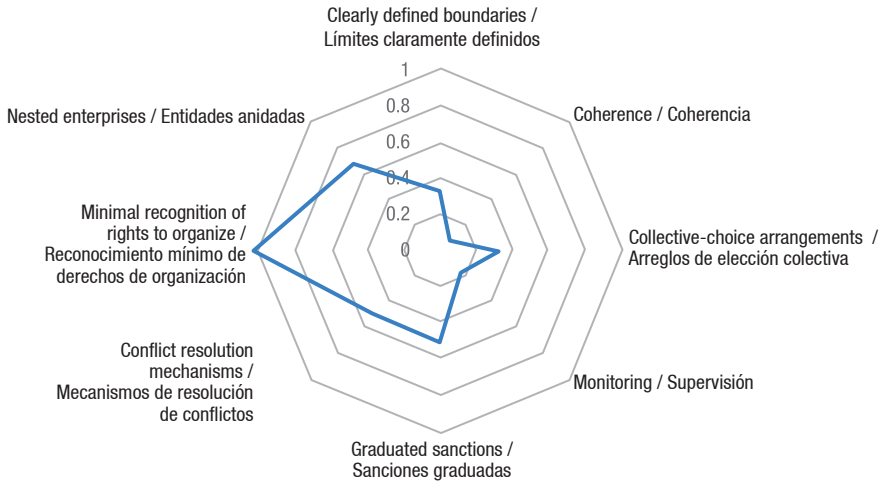 Clearly defined boundaries /
Límites claramente definidos
1
0.8
0.6
0.4
0.2
0
Coherence / Coherencia
Collective-choice arrangements /
Arreglos de elección colectiva
Monitoring / Supervisión
Graduated sanctions /
Sanciones graduadas
Conflict resolution
mechanisms /
Mecanismos de resolución
de conflictos
Minimal recognition of
rights to organize /
Reconocimiento mínimo de
derechos de organización
Nested enterprises / Entidades anidadas